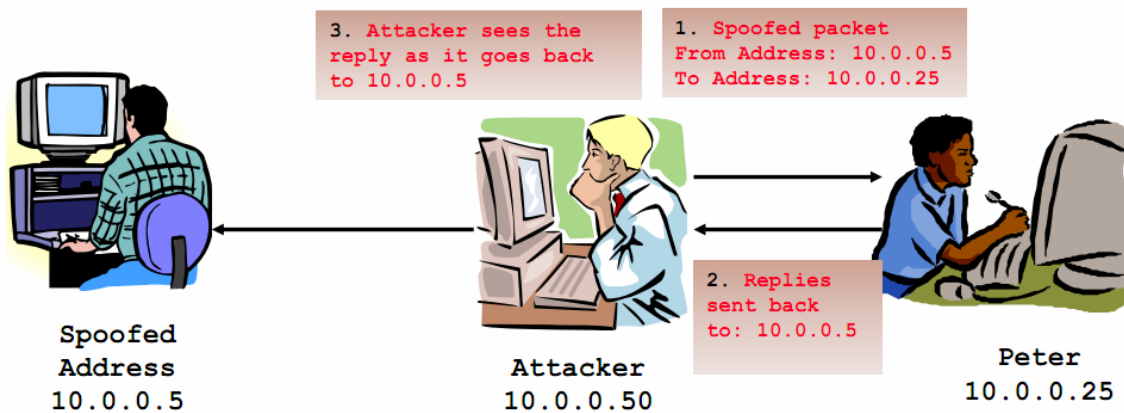 3. Attacker sees the
reply as it goes back
to 10.0.0.5
1. Spoofed packet
From Address: 10.0.0.5
To Address: 10.0.0.25
2. Replies
sent back
to: 10.0.0.5
Spoofed
Address
10.0.0.5
Attacker
10.0.0.50
Peter
10.0.0.25